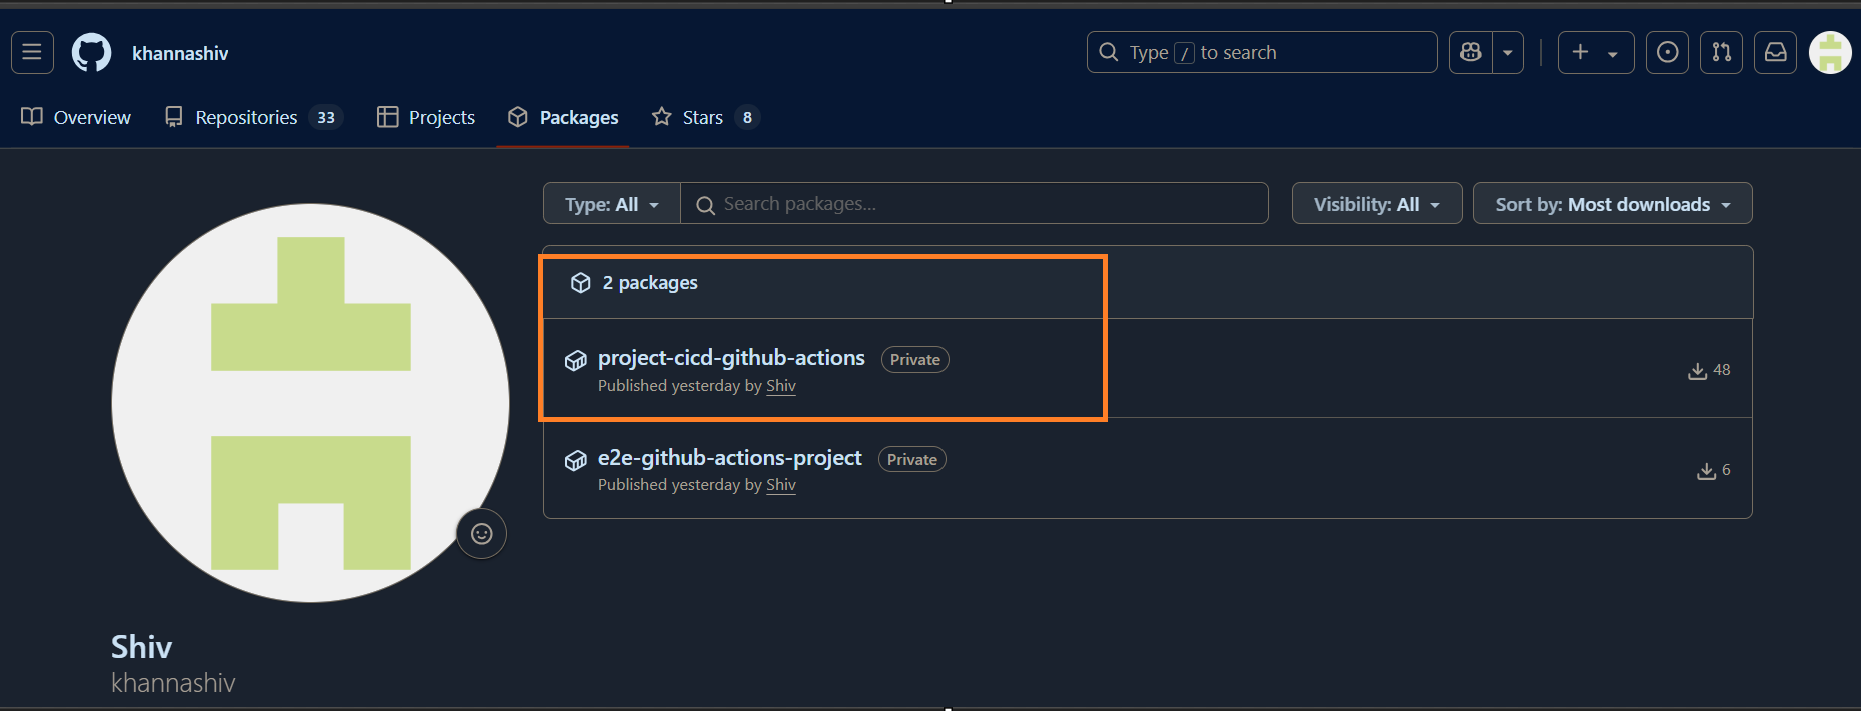 khannashiv
Type / to search
Overview
Repositories 33
Projects
Packages
Stars 8
Type: All
Search packages...
Visibility: All
Sort by: Most downloads
2 packages
project-cicd-github-actions Private
Published yesterday by Shiv
48
e2e-github-actions-project Private
Published yesterday by Shiv
6
Shiv
khannashiv